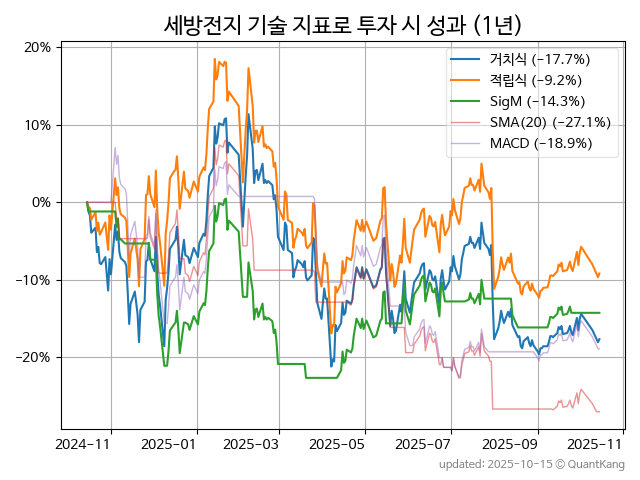 세방전지 기술 지표로 투자 시 성과 (1년)
20%
10%
0%
−10%
−20%
거치식 (−17.7%)
적립식 (−9.2%)
SigM (−14.3%)
SMA(20) (−27.1%)
MACD (−18.9%)
2024-11 2025-01 2025-03 2025-05 2025-07 2025-09 2025-11
updated: 2025-10-15 © QuantKang